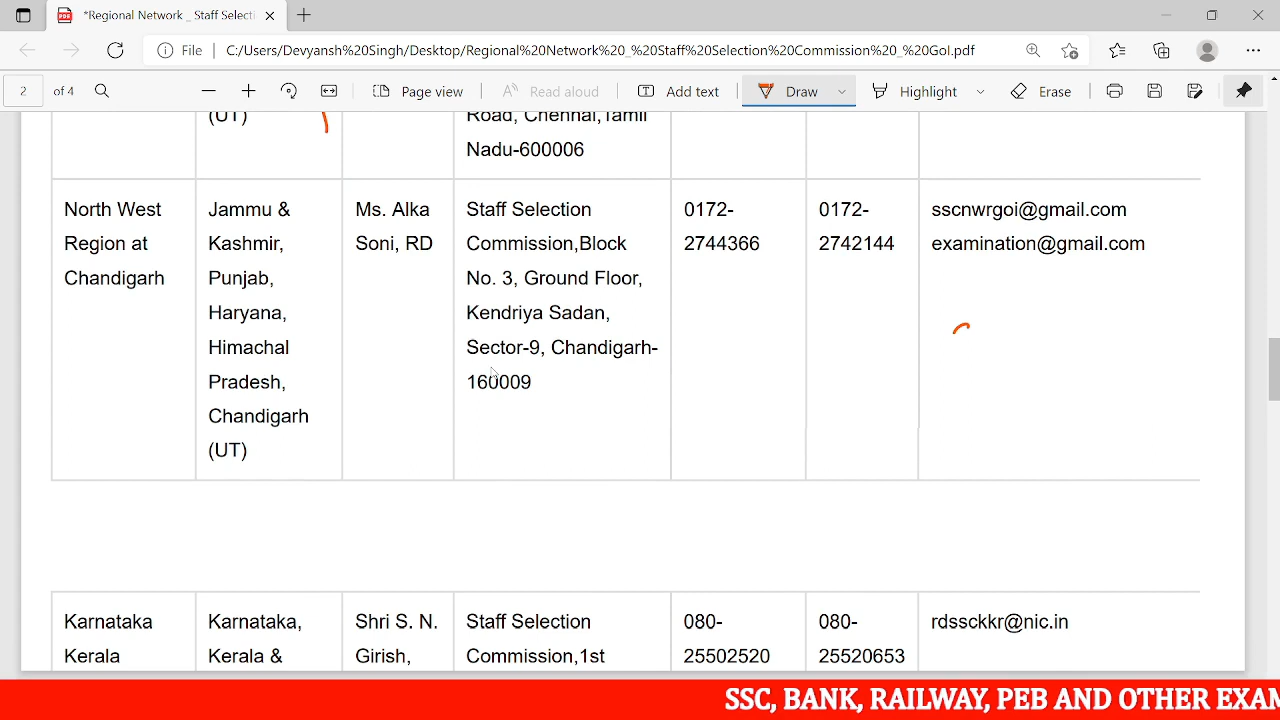 *Regional Network _ Staff Selecti
File
C:/Users/Devyansh%20Singh/Desktop/Regional%20Network%20_%20Staff%20Selection%20Commission%20_%20GoI.pdf
2 of 4
Page view
Read aloud
Add text
Draw
Highlight
Erase
(UT)
Road, Chennai,Tamil
Nadu-600006
North West
Region at
Chandigarh
Jammu &
Kashmir,
Punjab,
Haryana,
Himachal
Pradesh,
Chandigarh
(UT)
Ms. Alka
Soni, RD
Staff Selection
Commission,Block
No. 3, Ground Floor,
Kendriya Sadan,
Sector-9, Chandigarh-
160009
0172-
2744366
0172-
2742144
sscnwrgoi@gmail.com
examination@gmail.com
Karnataka
Kerala
Karnataka,
Kerala &
Shri S. N.
Girish,
Staff Selection
Commission,1st
080-
25502520
080-
25520653
rdssckkr@nic.in
SSC, BANK, RAILWAY, PEB AND OTHER EXAM